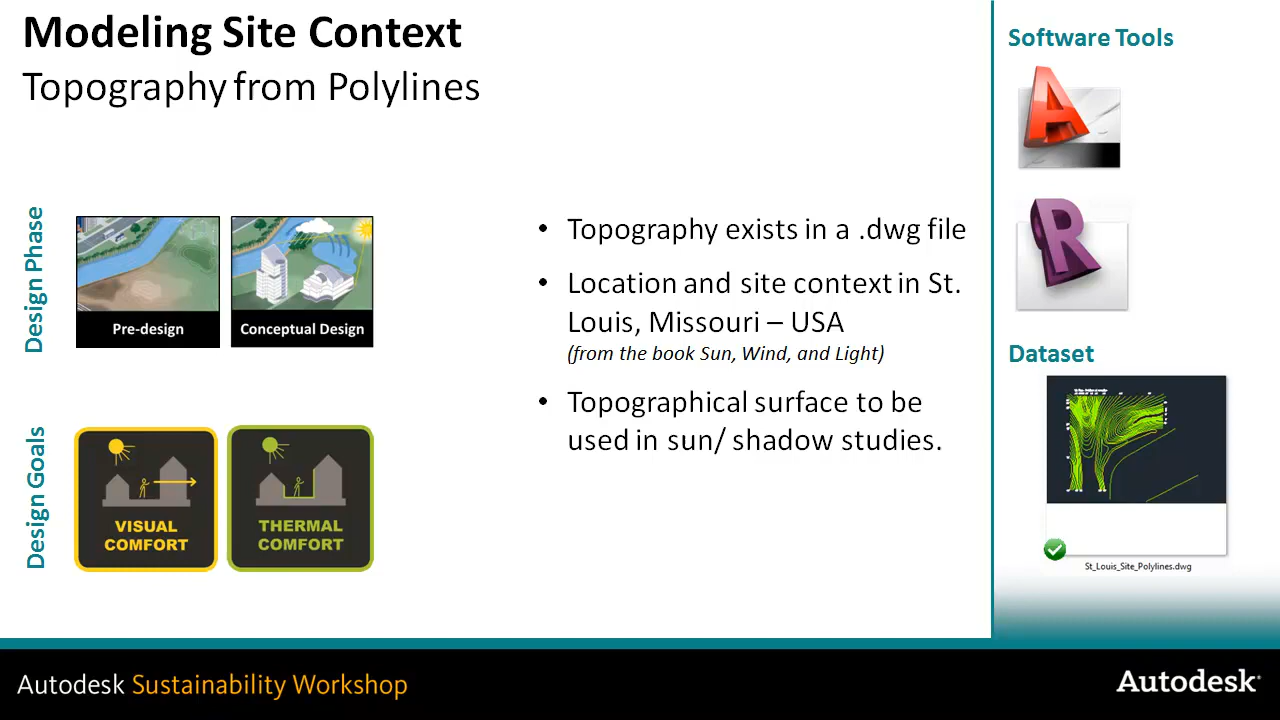 Modeling Site Context
Topography from Polylines
Design Phase
Pre-design
Conceptual Design
Design Goals
VISUAL
COMFORT
THERMAL
COMFORT
• Topography exists in a .dwg file
• Location and site context in St.
Louis, Missouri – USA
(from the book Sun, Wind, and Light)
• Topographical surface to be
used in sun/ shadow studies.
Software Tools
A
R
Dataset
St_Louis_Site_Polylines.dwg
Autodesk Sustainability Workshop
Autodesk